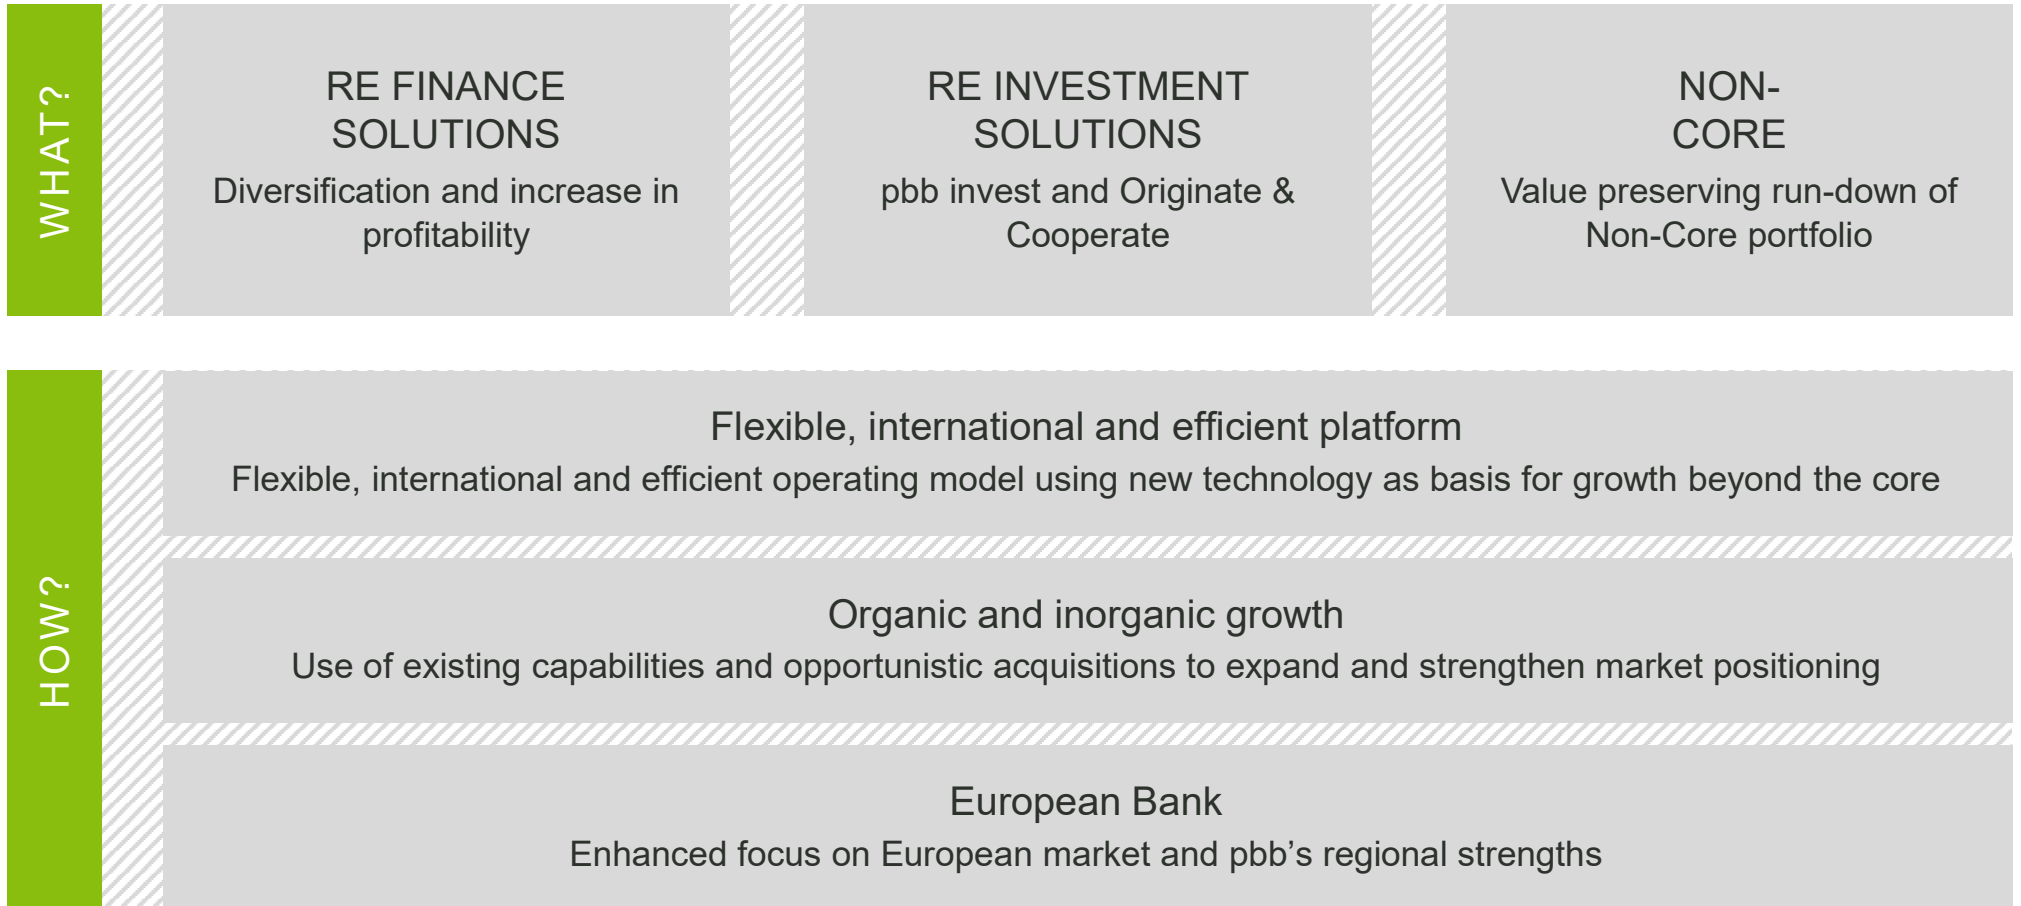 WHAT?
RE FINANCE
SOLUTIONS
Diversification and increase in
profitability
RE INVESTMENT
SOLUTIONS
pbb invest and Originate &
Cooperate
NON-
CORE
Value preserving run-down of
Non-Core portfolio
HOW?
Flexible, international and efficient platform
Flexible, international and efficient operating model using new technology as basis for growth beyond the core
Organic and inorganic growth
Use of existing capabilities and opportunistic acquisitions to expand and strengthen market positioning
European Bank
Enhanced focus on European market and pbb’s regional strengths